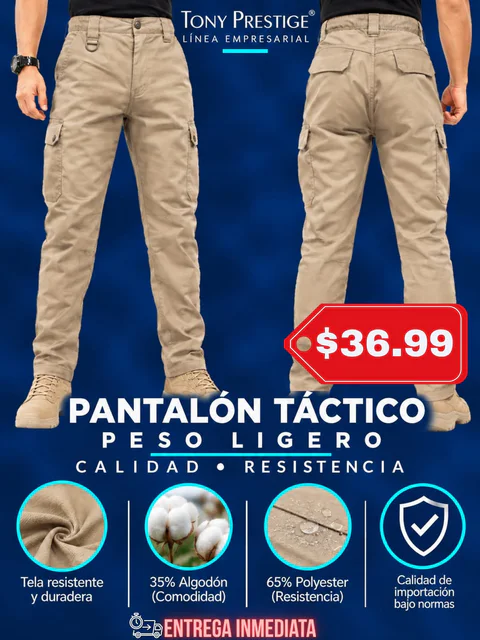 TONY PRESTIGE®
LÍNEA EMPRESARIAL
$36.99
PANTALÓN TÁCTICO
PESO LIGERO
CALIDAD • RESISTENCIA
Tela resistente
y duradera
35% Algodón
(Comodidad)
65% Polyester
(Resistencia)
Calidad de
importación
bajo normas
ENTREGA INMEDIATA